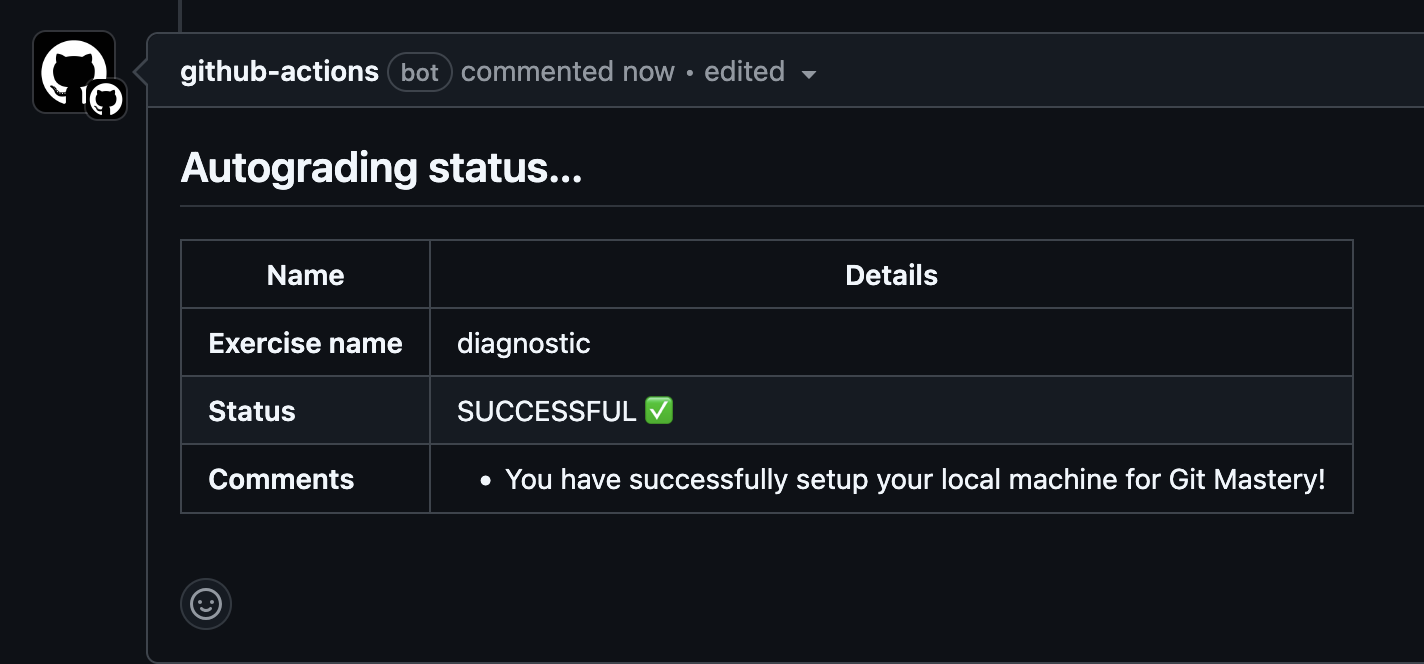 github-actions bot commented now • edited
Autograding status...
Name Details
Exercise name diagnostic
Status SUCCESSFUL ✅
Comments • You have successfully setup your local machine for Git Mastery!